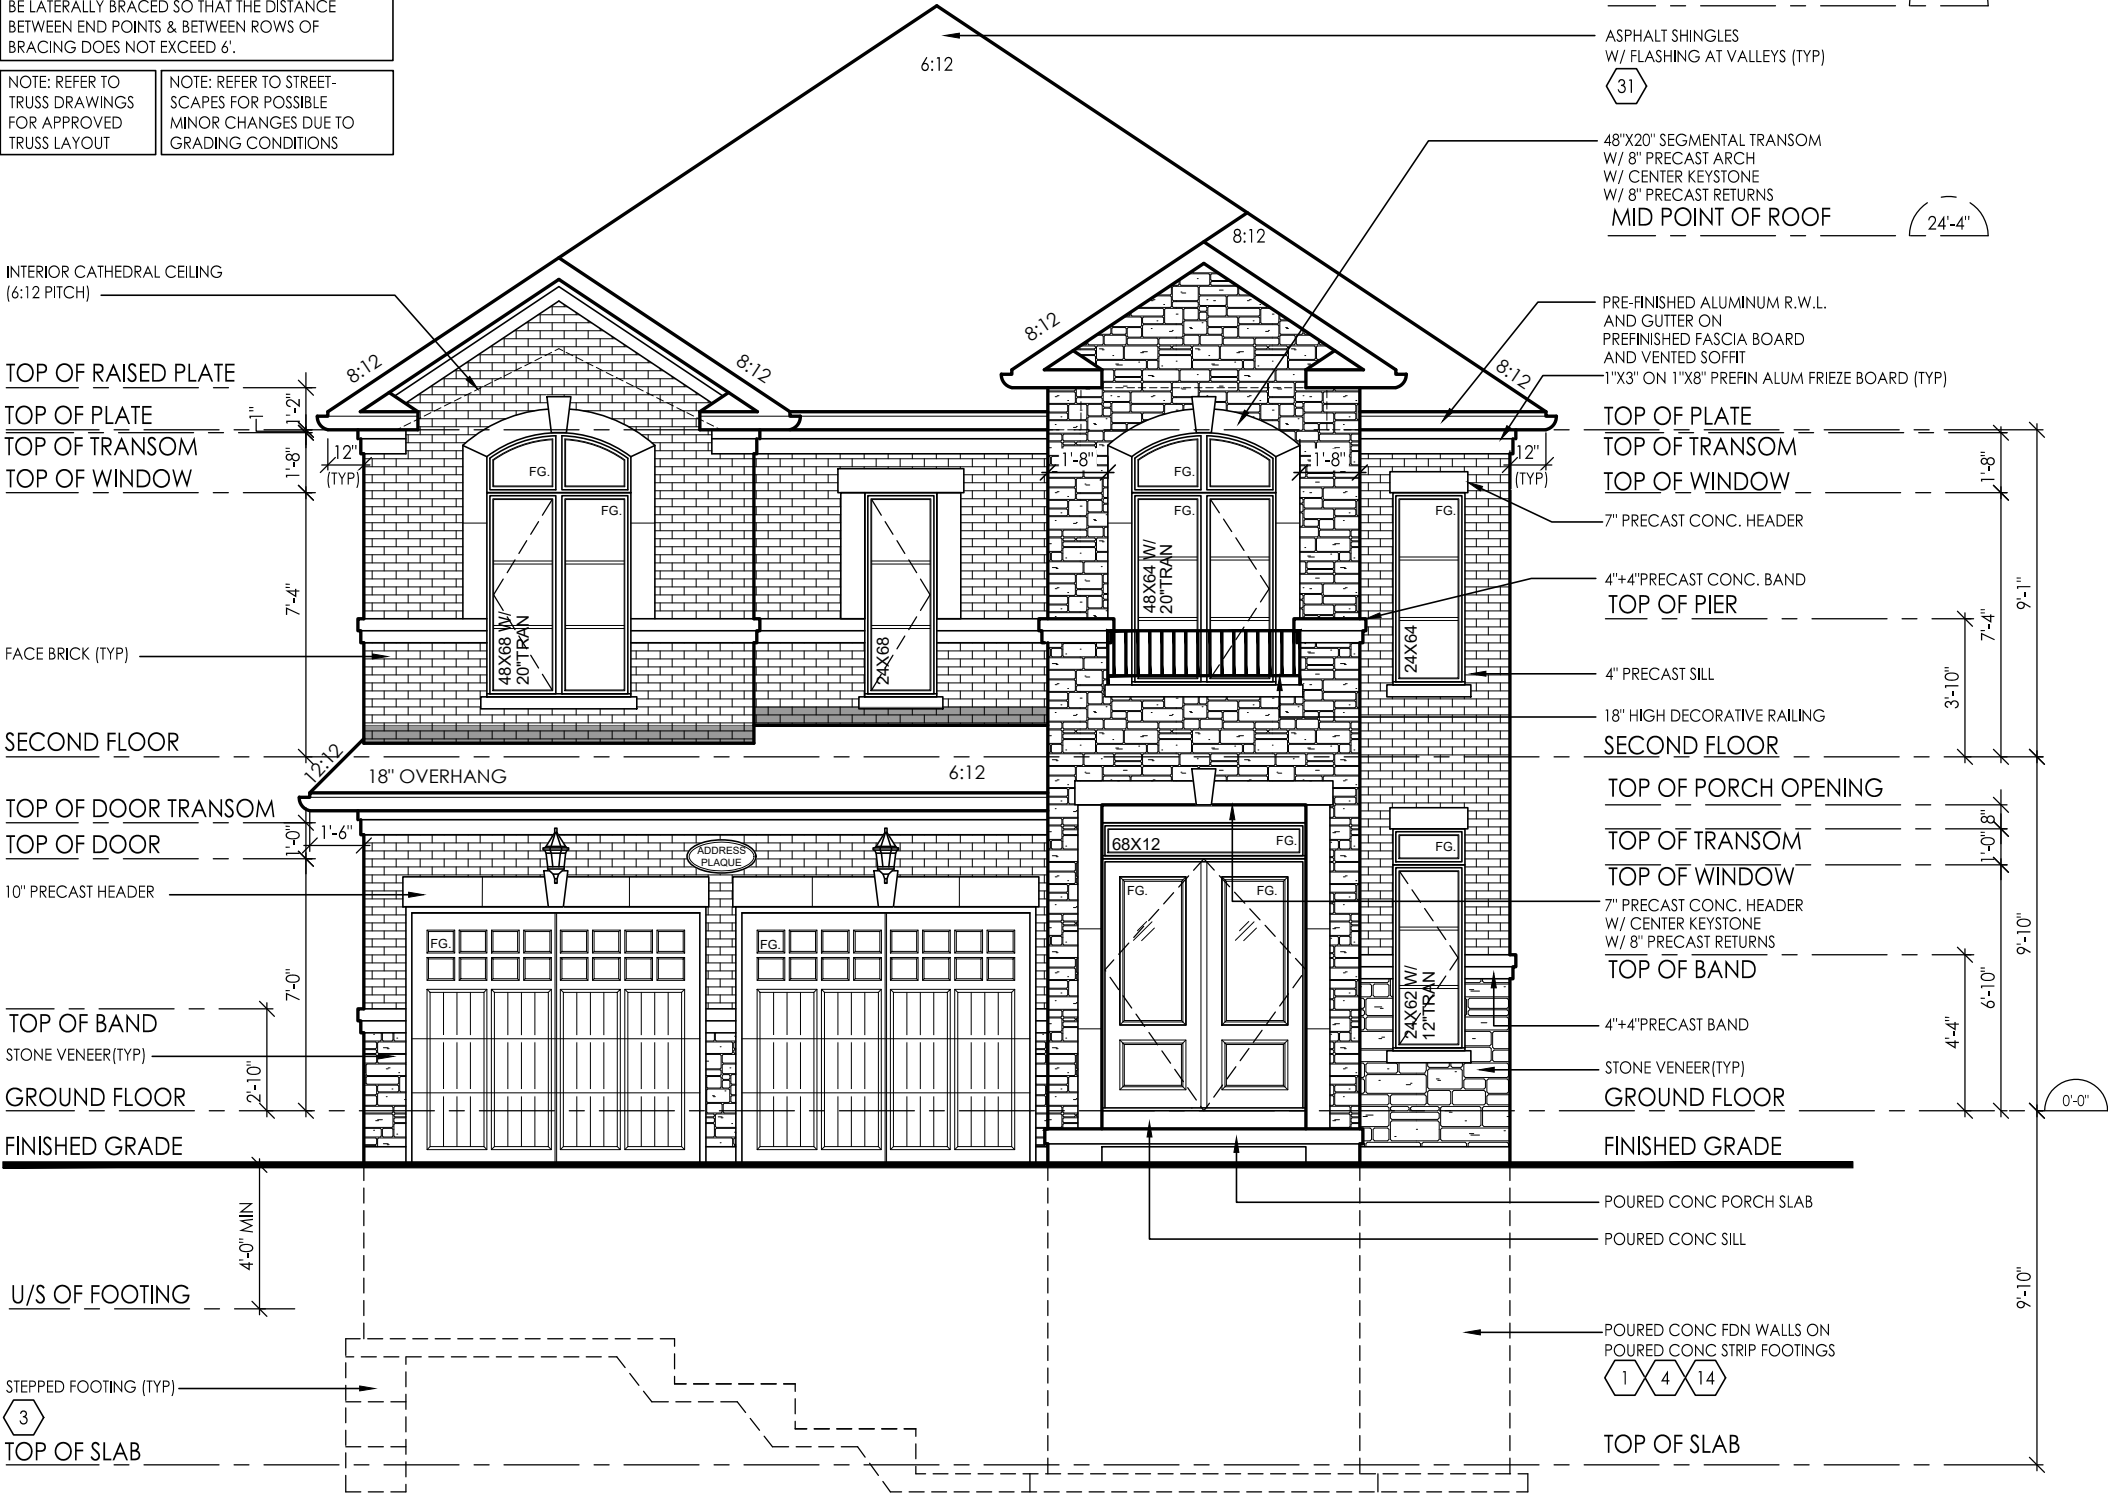 BE LATERALLY BRACED SO THAT THE DISTANCE
BETWEEN END POINTS & BETWEEN ROWS OF
BRACING DOES NOT EXCEED 6'.
NOTE: REFER TO
TRUSS DRAWINGS
FOR APPROVED
TRUSS LAYOUT
NOTE: REFER TO STREET-
SCAPES FOR POSSIBLE
MINOR CHANGES DUE TO
GRADING CONDITIONS
INTERIOR CATHEDRAL CEILING
(6:12 PITCH)
TOP OF RAISED PLATE
TOP OF PLATE
TOP OF TRANSOM
TOP OF WINDOW
1"
1'-2"
1'-8"
7'-4"
FACE BRICK (TYP)
SECOND FLOOR
TOP OF DOOR TRANSOM
TOP OF DOOR
1'-0"
1'-6"
10" PRECAST HEADER
7'-0"
TOP OF BAND
STONE VENEER(TYP)
2'-10"
GROUND FLOOR
FINISHED GRADE
4'-0" MIN
U/S OF FOOTING
STEPPED FOOTING (TYP)
3
TOP OF SLAB
6:12
8:12
8:12
8:12
8:12
8:12
12"
(TYP)
FG.
FG.
48X68 W/
20"TRAN
24X68
1'-8"
1'-8"
FG.
FG.
48X64 W/
20"TRAN
12"
(TYP)
FG.
24X64
12:12
18" OVERHANG
6:12
ADDRESS
PLAQUE
FG.
FG.
68X12
FG.
FG.
FG.
FG.
24X62 W/
12"TRAN
ASPHALT SHINGLES
W/ FLASHING AT VALLEYS (TYP)
31
48"X20" SEGMENTAL TRANSOM
W/ 8" PRECAST ARCH
W/ CENTER KEYSTONE
W/ 8" PRECAST RETURNS
MID POINT OF ROOF
24'-4"
PRE-FINISHED ALUMINUM R.W.L.
AND GUTTER ON
PREFINISHED FASCIA BOARD
AND VENTED SOFFIT
1"X3" ON 1"X8" PREFIN ALUM FRIEZE BOARD (TYP)
TOP OF PLATE
TOP OF TRANSOM
TOP OF WINDOW
1'-8"
7" PRECAST CONC. HEADER
4"+4"PRECAST CONC. BAND
TOP OF PIER
9'-1"
7'-4"
4" PRECAST SILL
3'-10"
18" HIGH DECORATIVE RAILING
SECOND FLOOR
TOP OF PORCH OPENING
8"
TOP OF TRANSOM
1'-0"
TOP OF WINDOW
7" PRECAST CONC. HEADER
W/ CENTER KEYSTONE
W/ 8" PRECAST RETURNS
9'-10"
TOP OF BAND
6'-10"
4"+4"PRECAST BAND
4'-4"
STONE VENEER(TYP)
GROUND FLOOR
0'-0"
FINISHED GRADE
POURED CONC PORCH SLAB
POURED CONC SILL
9'-10"
POURED CONC FDN WALLS ON
POURED CONC STRIP FOOTINGS
1 4 14
TOP OF SLAB